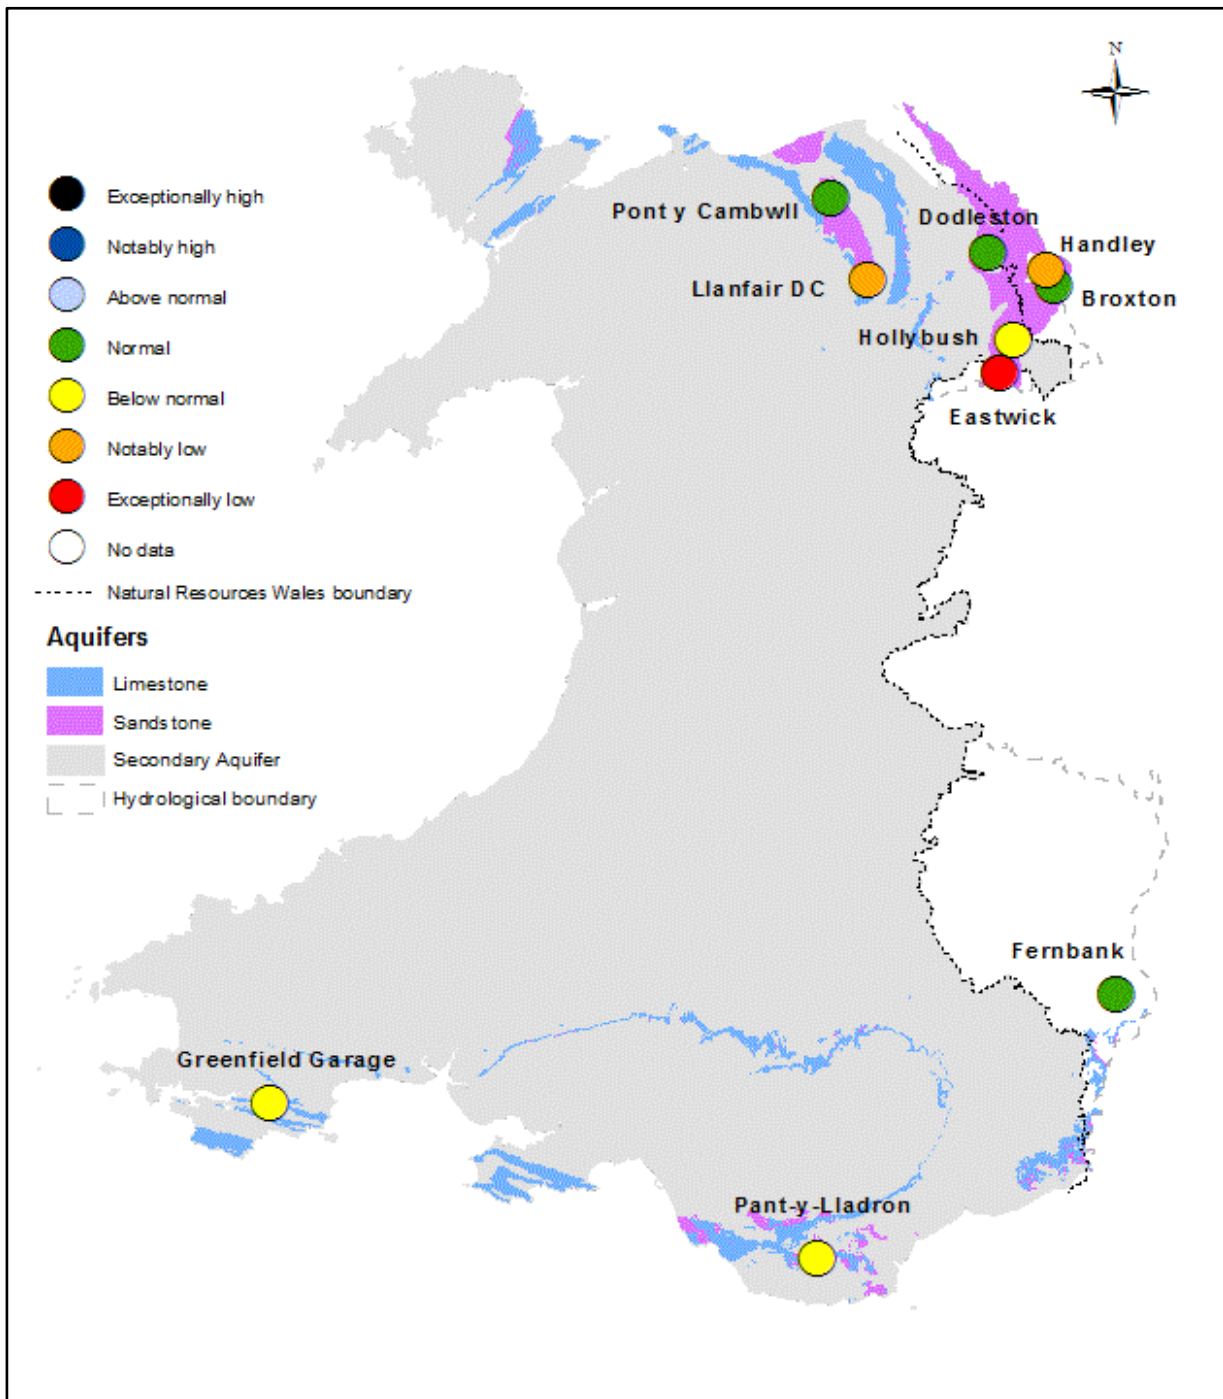 N
Exceptionally high
Notably high
Above normal
Normal
Below normal
Notably low
Exceptionally low
No data
Natural Resources Wales boundary
Aquifers
Limestone
Sandstone
Secondary Aquifer
Hydrological boundary
Pont y Cambwll
Dodleston
Handley
Llanfair DC
Broxton
Hollybush
Eastwick
Fernbank
Greenfield Garage
Pant-y-Lladron